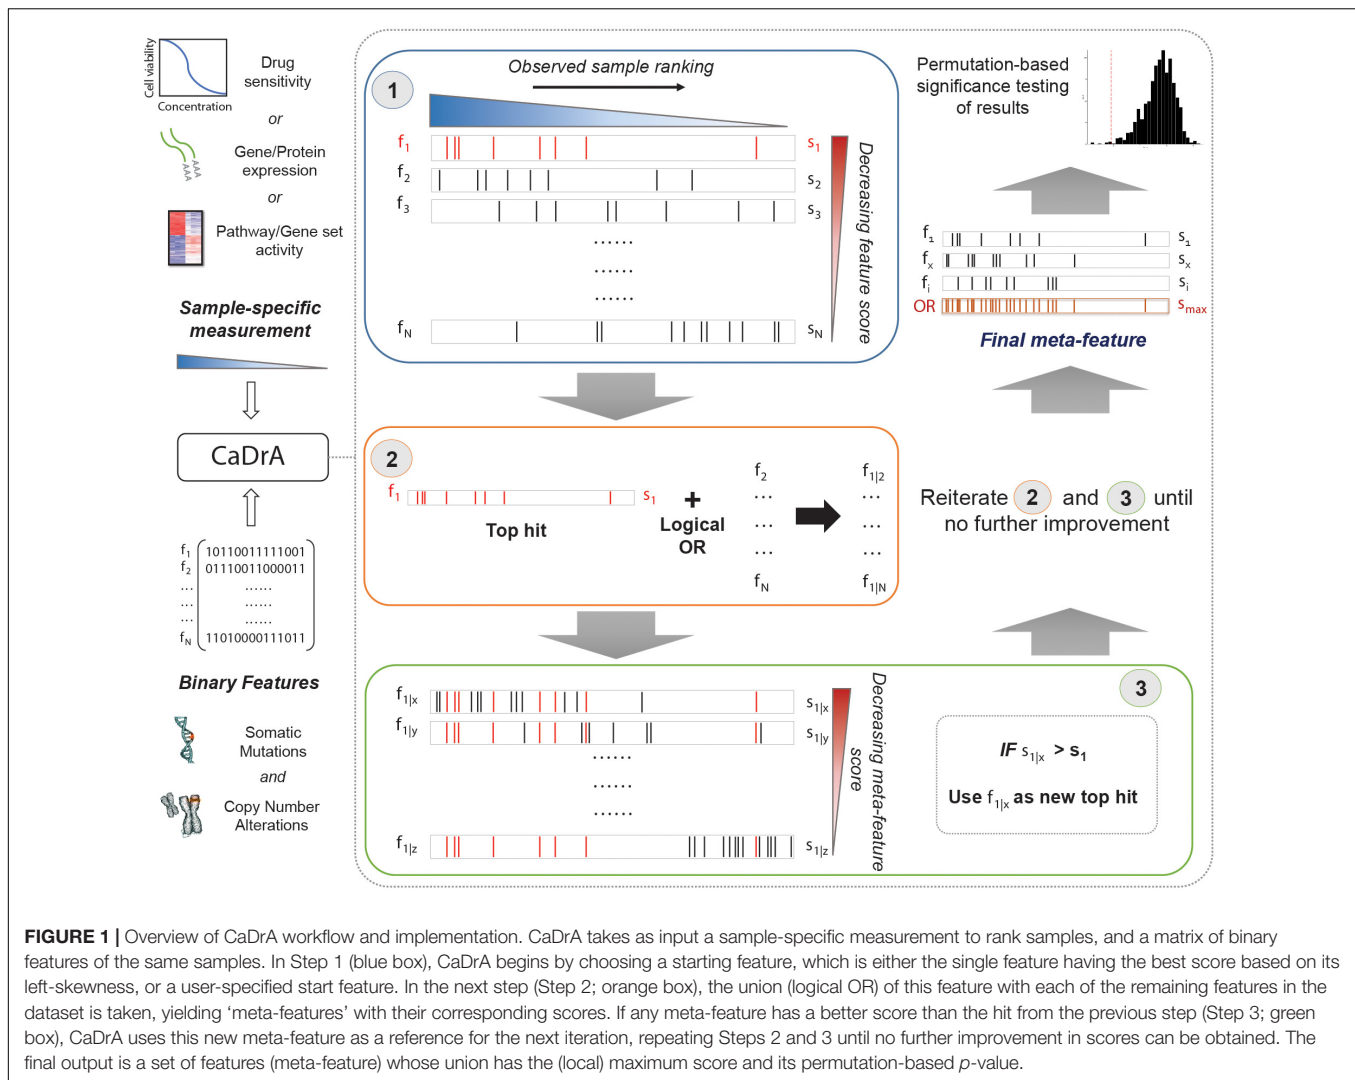 Cell viability
Concentration
Drug
sensitivity
or
Gene/Protein
expression
or
AAA
AAA
Pathway/Gene set
activity
Sample-specific
measurement
CaDrA
f1 10110011111001
f2 01110011000011
... ......
... ......
... ......
fN 11010000111011
Binary Features
Somatic
Mutations
and
Copy Number
Alterations
1
Observed sample ranking
f1 s1
f2 s2
f3 s3
......
......
......
fN sN
Decreasing feature score
2
f1 s1
Top hit
+
Logical
OR
f2
...
...
...
fN
f1|2
...
...
...
f1|N
f1|x s1|x
f1|y s1|y
......
......
f1|z s1|z
Decreasing meta-feature
score
3
IF s1|x > s1
Use f1|x as new top hit
Reiterate 2 and 3 until
no further improvement
f1 s1
fx sx
fi si
OR smax
Final meta-feature
Permutation-based
significance testing
of results
FIGURE 1 | Overview of CaDrA workflow and implementation. CaDrA takes as input a sample-specific measurement to rank samples, and a matrix of binary
features of the same samples. In Step 1 (blue box), CaDrA begins by choosing a starting feature, which is either the single feature having the best score based on its
left-skewness, or a user-specified start feature. In the next step (Step 2; orange box), the union (logical OR) of this feature with each of the remaining features in the
dataset is taken, yielding ‘meta-features’ with their corresponding scores. If any meta-feature has a better score than the hit from the previous step (Step 3; green
box), CaDrA uses this new meta-feature as a reference for the next iteration, repeating Steps 2 and 3 until no further improvement in scores can be obtained. The
final output is a set of features (meta-feature) whose union has the (local) maximum score and its permutation-based p-value.